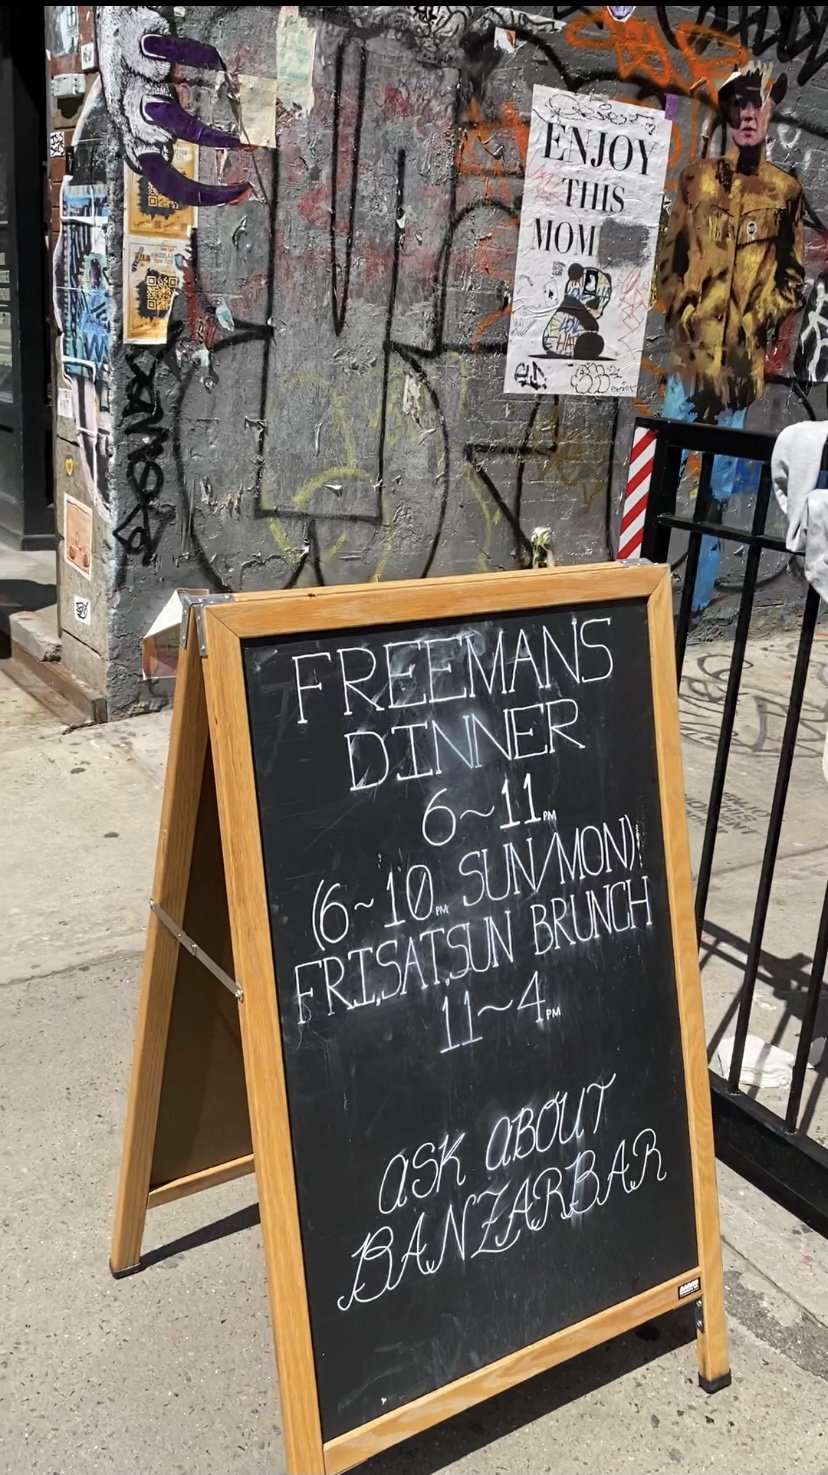 ENJOY
THIS
MOM
FREEMANS
DINNER
6~11PM
(6~10PM SUN/MON)
FRI,SAT,SUN BRUNCH
11~4PM
ASK ABOUT
BANZARBAR